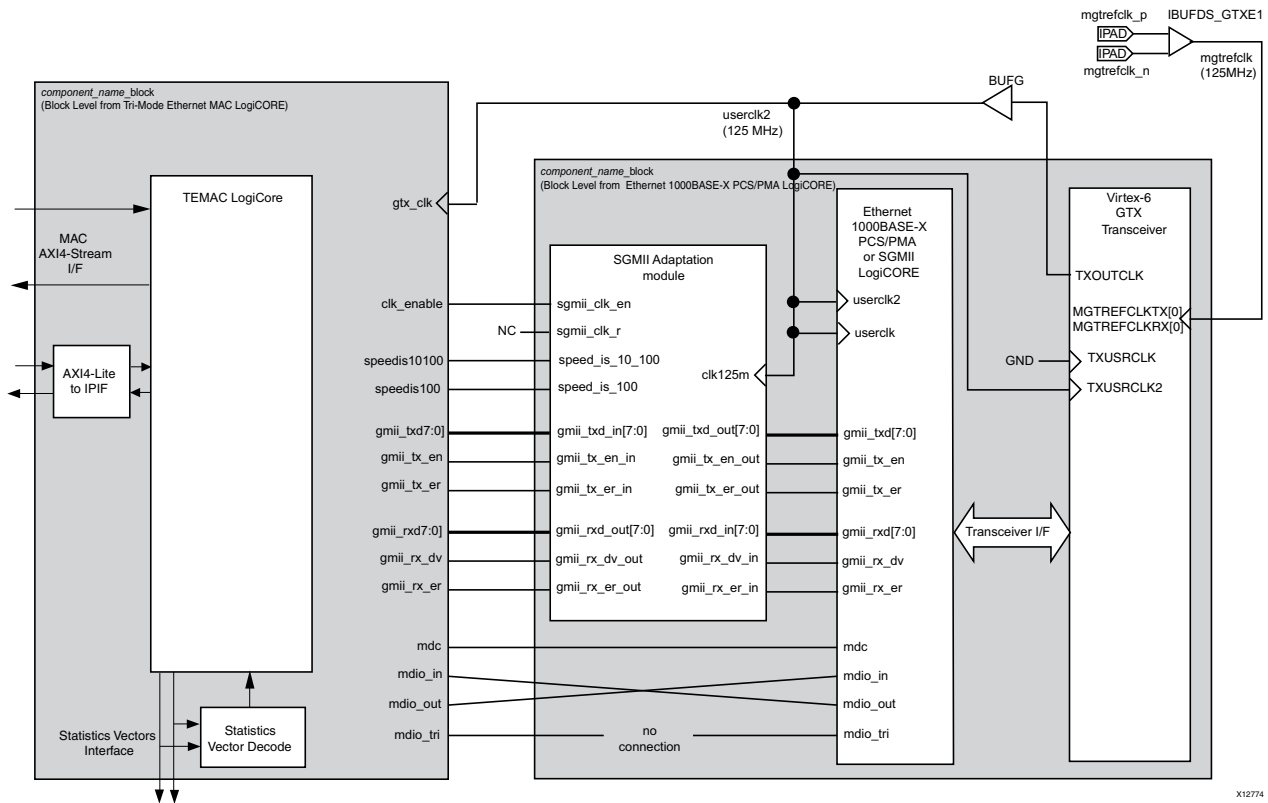 mgtrefclk_p
IBUFDS_GTXE1
IPAD
IPAD
mgtrefclk_n
mgtrefclk
(125MHz)
BUFG
userclk2
(125 MHz)
component_name_block
(Block Level from Tri-Mode Ethernet MAC LogiCORE)
TEMAC LogiCore
MAC
AXI4-Stream
I/F
AXI4-Lite
to IPIF
Statistics Vectors
Interface
Statistics
Vector Decode
gtx_clk
clk_enable
NC
speedis10100
speedis100
gmii_txd7:0]
gmii_tx_en
gmii_tx_er
gmii_rxd7:0]
gmii_rx_dv
gmii_rx_er
mdc
mdio_in
mdio_out
mdio_tri
no
connection
component_name_block
(Block Level from Ethernet 1000BASE-X PCS/PMA LogiCORE)
SGMII Adaptation
module
sgmii_clk_en
sgmii_clk_r
speed_is_10_100
speed_is_100
clk125m
gmii_txd_in[7:0]
gmii_txd_out[7:0]
gmii_tx_en_in
gmii_tx_en_out
gmii_tx_er_in
gmii_tx_er_out
gmii_rxd_out[7:0]
gmii_rxd_in[7:0]
gmii_rx_dv_out
gmii_rx_dv_in
gmii_rx_er_out
gmii_rx_er_in
Ethernet
1000BASE-X
PCS/PMA
or SGMII
LogiCORE
userclk2
userclk
gmii_txd[7:0]
gmii_tx_en
gmii_tx_er
gmii_rxd[7:0]
gmii_rx_dv
gmii_rx_er
mdc
mdio_in
mdio_out
mdio_tri
Transceiver I/F
Virtex-6
GTX
Transceiver
TXOUTCLK
MGTREFCLKTX[0]
MGTREFCLKRX[0]
GND
TXUSRCLK
TXUSRCLK2
X12774